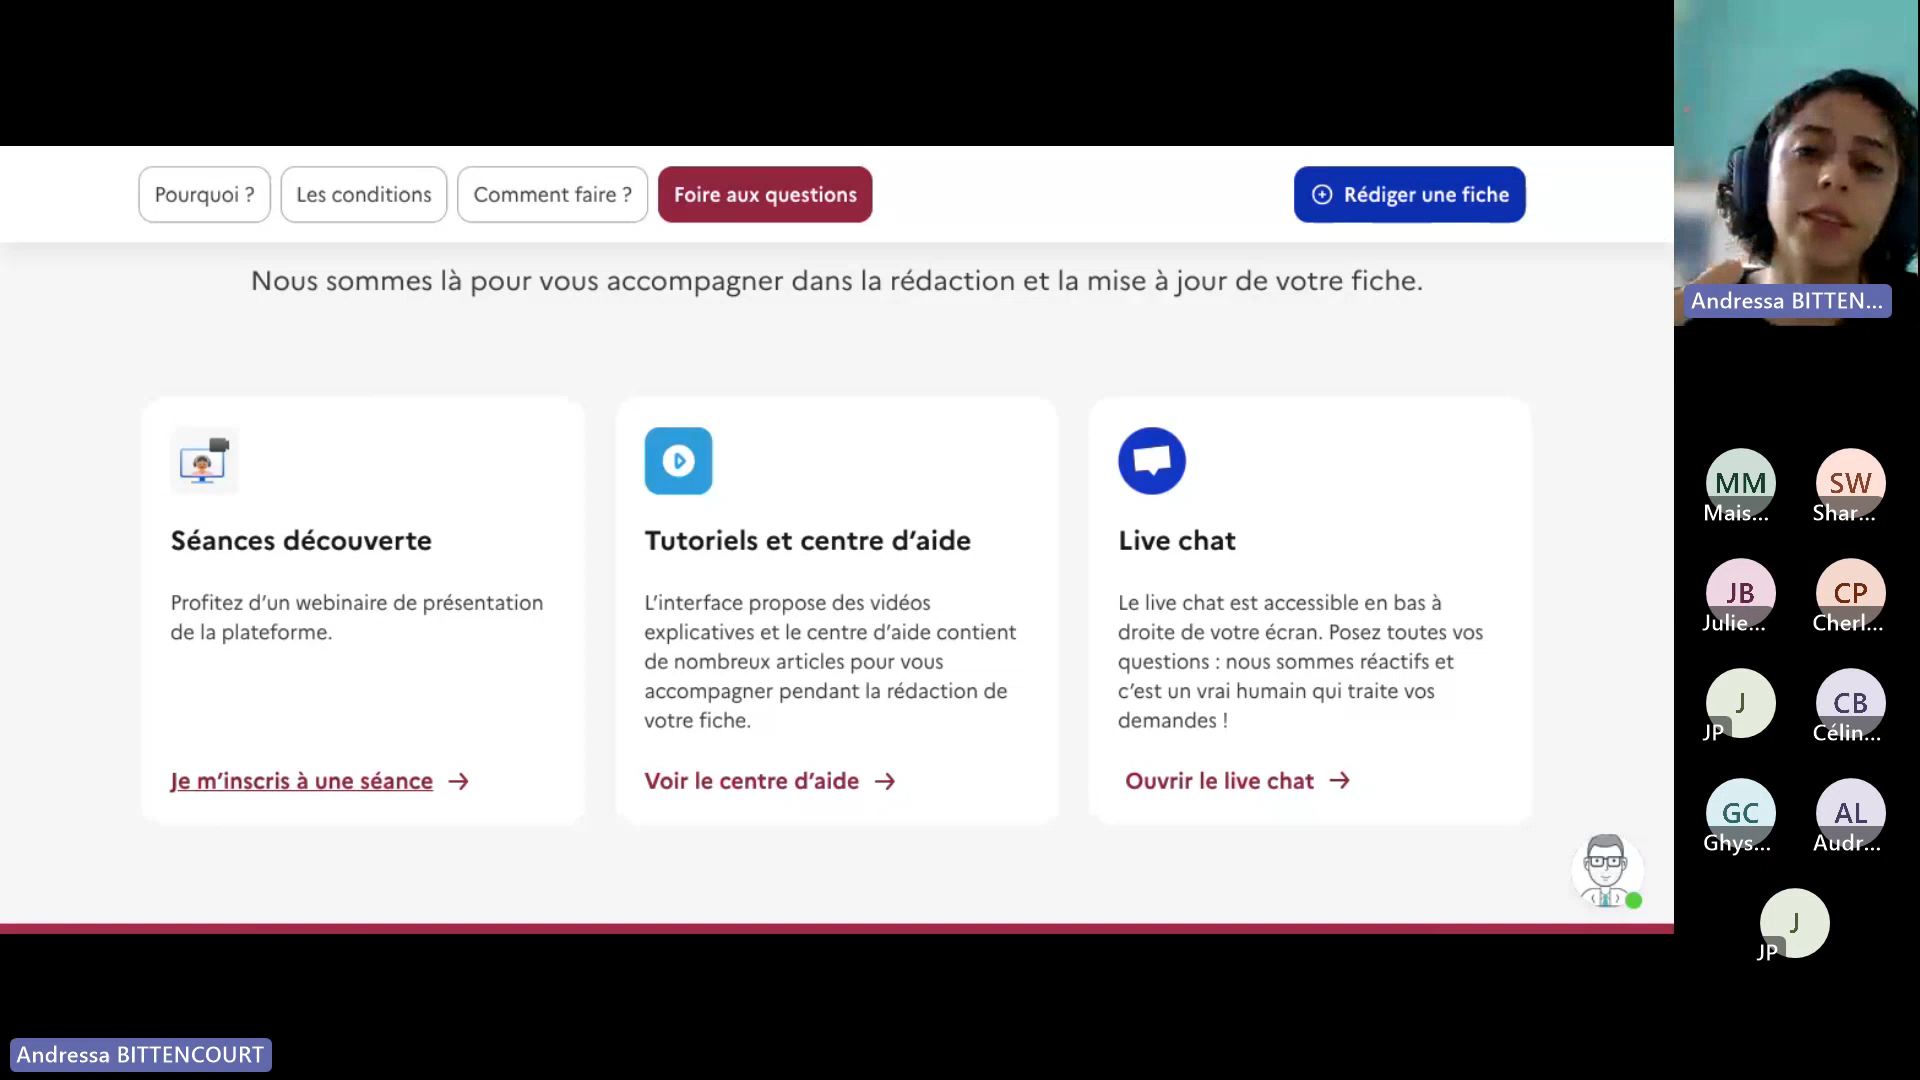 Pourquoi ?
Les conditions
Comment faire ?
Foire aux questions
Rédiger une fiche
Nous sommes là pour vous accompagner dans la rédaction et la mise à jour de votre fiche.
Séances découverte
Profitez d’un webinaire de présentation
de la plateforme.
Je m’inscris à une séance
Tutoriels et centre d’aide
L’interface propose des vidéos
explicatives et le centre d’aide contient
de nombreux articles pour vous
accompagner pendant la rédaction de
votre fiche.
Voir le centre d’aide
Live chat
Le live chat est accessible en bas à
droite de votre écran. Posez toutes vos
questions : nous sommes réactifs et
c’est un vrai humain qui traite vos
demandes !
Ouvrir le live chat
Andressa BITTEN...
MM
Mais...
SW
Shar...
JB
Julie...
CP
Cherl...
J
JP
CB
Célin...
GC
Ghys...
AL
Audr...
J
JP
Andressa BITTENCOURT